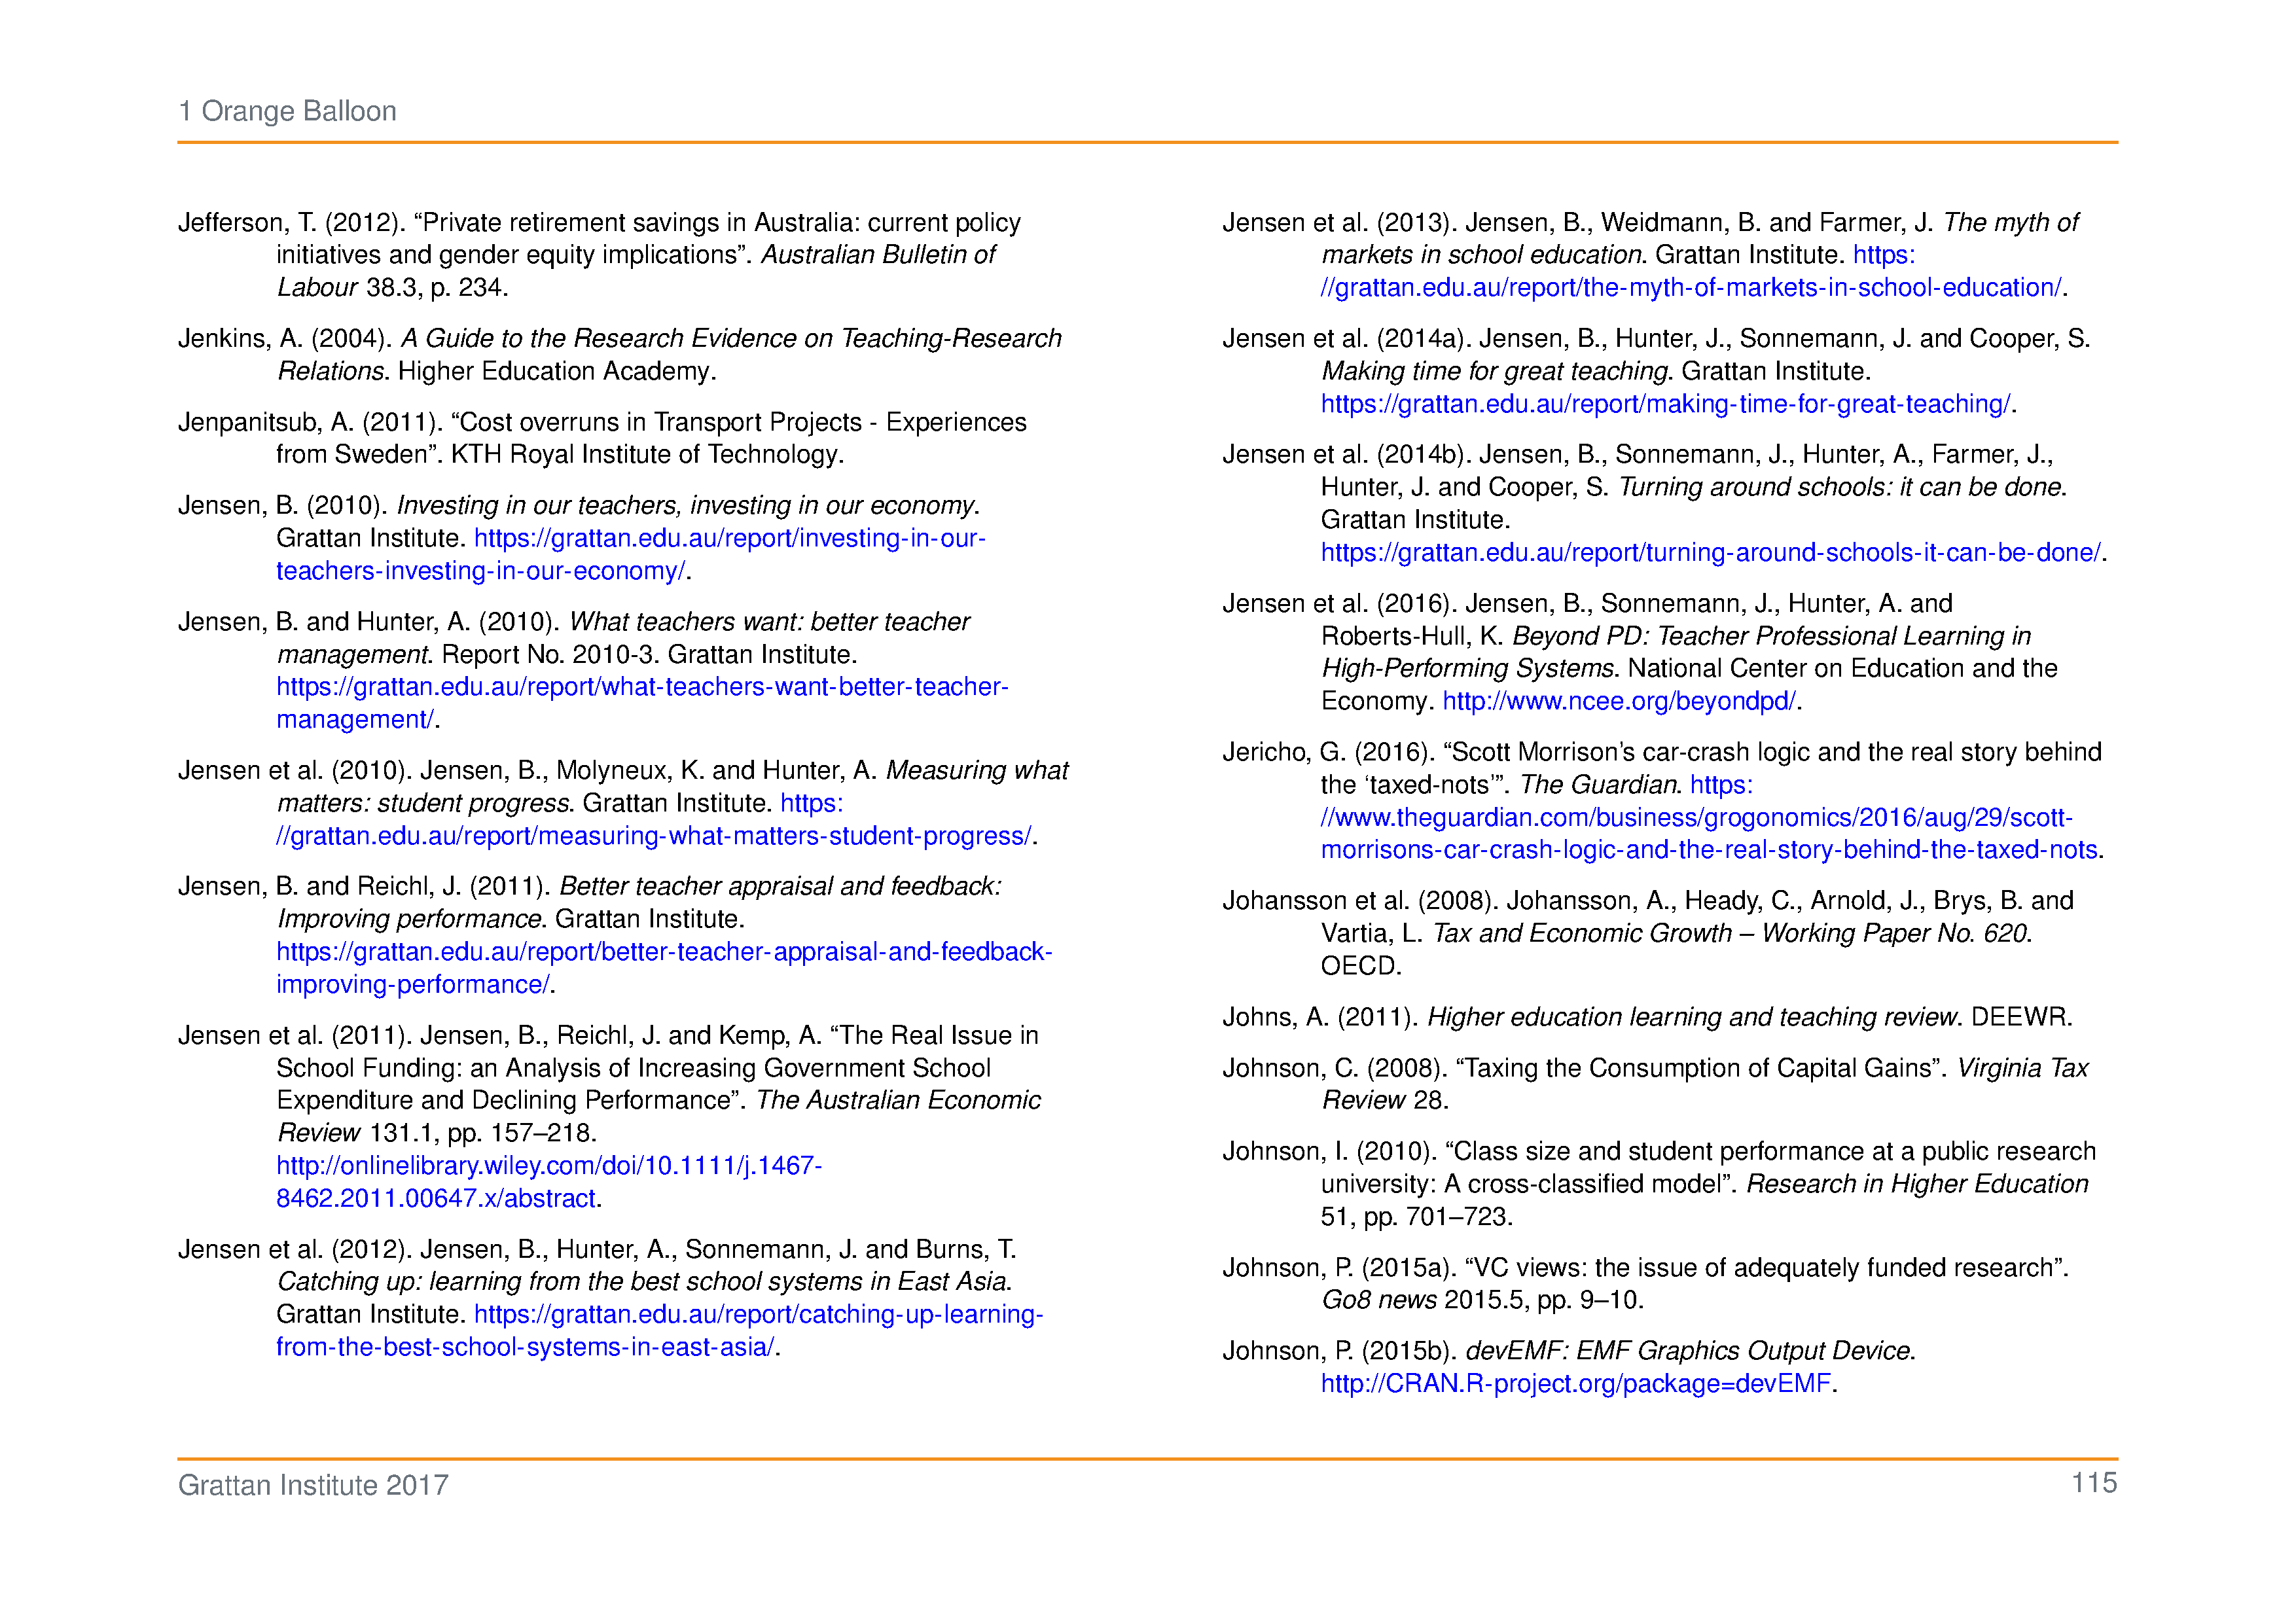 1 Orange Balloon
Jefferson, T. (2012). “Private retirement savings in Australia: current policy
initiatives and gender equity implications”. Australian Bulletin of
Labour 38.3, p. 234.
Jenkins, A. (2004). A Guide to the Research Evidence on Teaching-Research
Relations. Higher Education Academy.
Jenpanitsub, A. (2011). “Cost overruns in Transport Projects - Experiences
from Sweden”. KTH Royal Institute of Technology.
Jensen, B. (2010). Investing in our teachers, investing in our economy.
Grattan Institute. https://grattan.edu.au/report/investing-in-our-
teachers-investing-in-our-economy/.
Jensen, B. and Hunter, A. (2010). What teachers want: better teacher
management. Report No. 2010-3. Grattan Institute.
https://grattan.edu.au/report/what-teachers-want-better-teacher-
management/.
Jensen et al. (2010). Jensen, B., Molyneux, K. and Hunter, A. Measuring what
matters: student progress. Grattan Institute. https:
//grattan.edu.au/report/measuring-what-matters-student-progress/.
Jensen, B. and Reichl, J. (2011). Better teacher appraisal and feedback:
Improving performance. Grattan Institute.
https://grattan.edu.au/report/better-teacher-appraisal-and-feedback-
improving-performance/.
Jensen et al. (2011). Jensen, B., Reichl, J. and Kemp, A. “The Real Issue in
School Funding: an Analysis of Increasing Government School
Expenditure and Declining Performance”. The Australian Economic
Review 131.1, pp. 157–218.
http://onlinelibrary.wiley.com/doi/10.1111/j.1467-
8462.2011.00647.x/abstract.
Jensen et al. (2012). Jensen, B., Hunter, A., Sonnemann, J. and Burns, T.
Catching up: learning from the best school systems in East Asia.
Grattan Institute. https://grattan.edu.au/report/catching-up-learning-
from-the-best-school-systems-in-east-asia/.
Jensen et al. (2013). Jensen, B., Weidmann, B. and Farmer, J. The myth of
markets in school education. Grattan Institute. https:
//grattan.edu.au/report/the-myth-of-markets-in-school-education/.
Jensen et al. (2014a). Jensen, B., Hunter, J., Sonnemann, J. and Cooper, S.
Making time for great teaching. Grattan Institute.
https://grattan.edu.au/report/making-time-for-great-teaching/.
Jensen et al. (2014b). Jensen, B., Sonnemann, J., Hunter, A., Farmer, J.,
Hunter, J. and Cooper, S. Turning around schools: it can be done.
Grattan Institute.
https://grattan.edu.au/report/turning-around-schools-it-can-be-done/.
Jensen et al. (2016). Jensen, B., Sonnemann, J., Hunter, A. and
Roberts-Hull, K. Beyond PD: Teacher Professional Learning in
High-Performing Systems. National Center on Education and the
Economy. http://www.ncee.org/beyondpd/.
Jericho, G. (2016). “Scott Morrison’s car-crash logic and the real story behind
the ‘taxed-nots’”. The Guardian. https:
//www.theguardian.com/business/grogonomics/2016/aug/29/scott-
morrisons-car-crash-logic-and-the-real-story-behind-the-taxed-nots.
Johansson et al. (2008). Johansson, A., Heady, C., Arnold, J., Brys, B. and
Vartia, L. Tax and Economic Growth – Working Paper No. 620.
OECD.
Johns, A. (2011). Higher education learning and teaching review. DEEWR.
Johnson, C. (2008). “Taxing the Consumption of Capital Gains”. Virginia Tax
Review 28.
Johnson, I. (2010). “Class size and student performance at a public research
university: A cross-classified model”. Research in Higher Education
51, pp. 701–723.
Johnson, P. (2015a). “VC views: the issue of adequately funded research”.
Go8 news 2015.5, pp. 9–10.
Johnson, P. (2015b). devEMF: EMF Graphics Output Device.
http://CRAN.R-project.org/package=devEMF.
Grattan Institute 2017
115